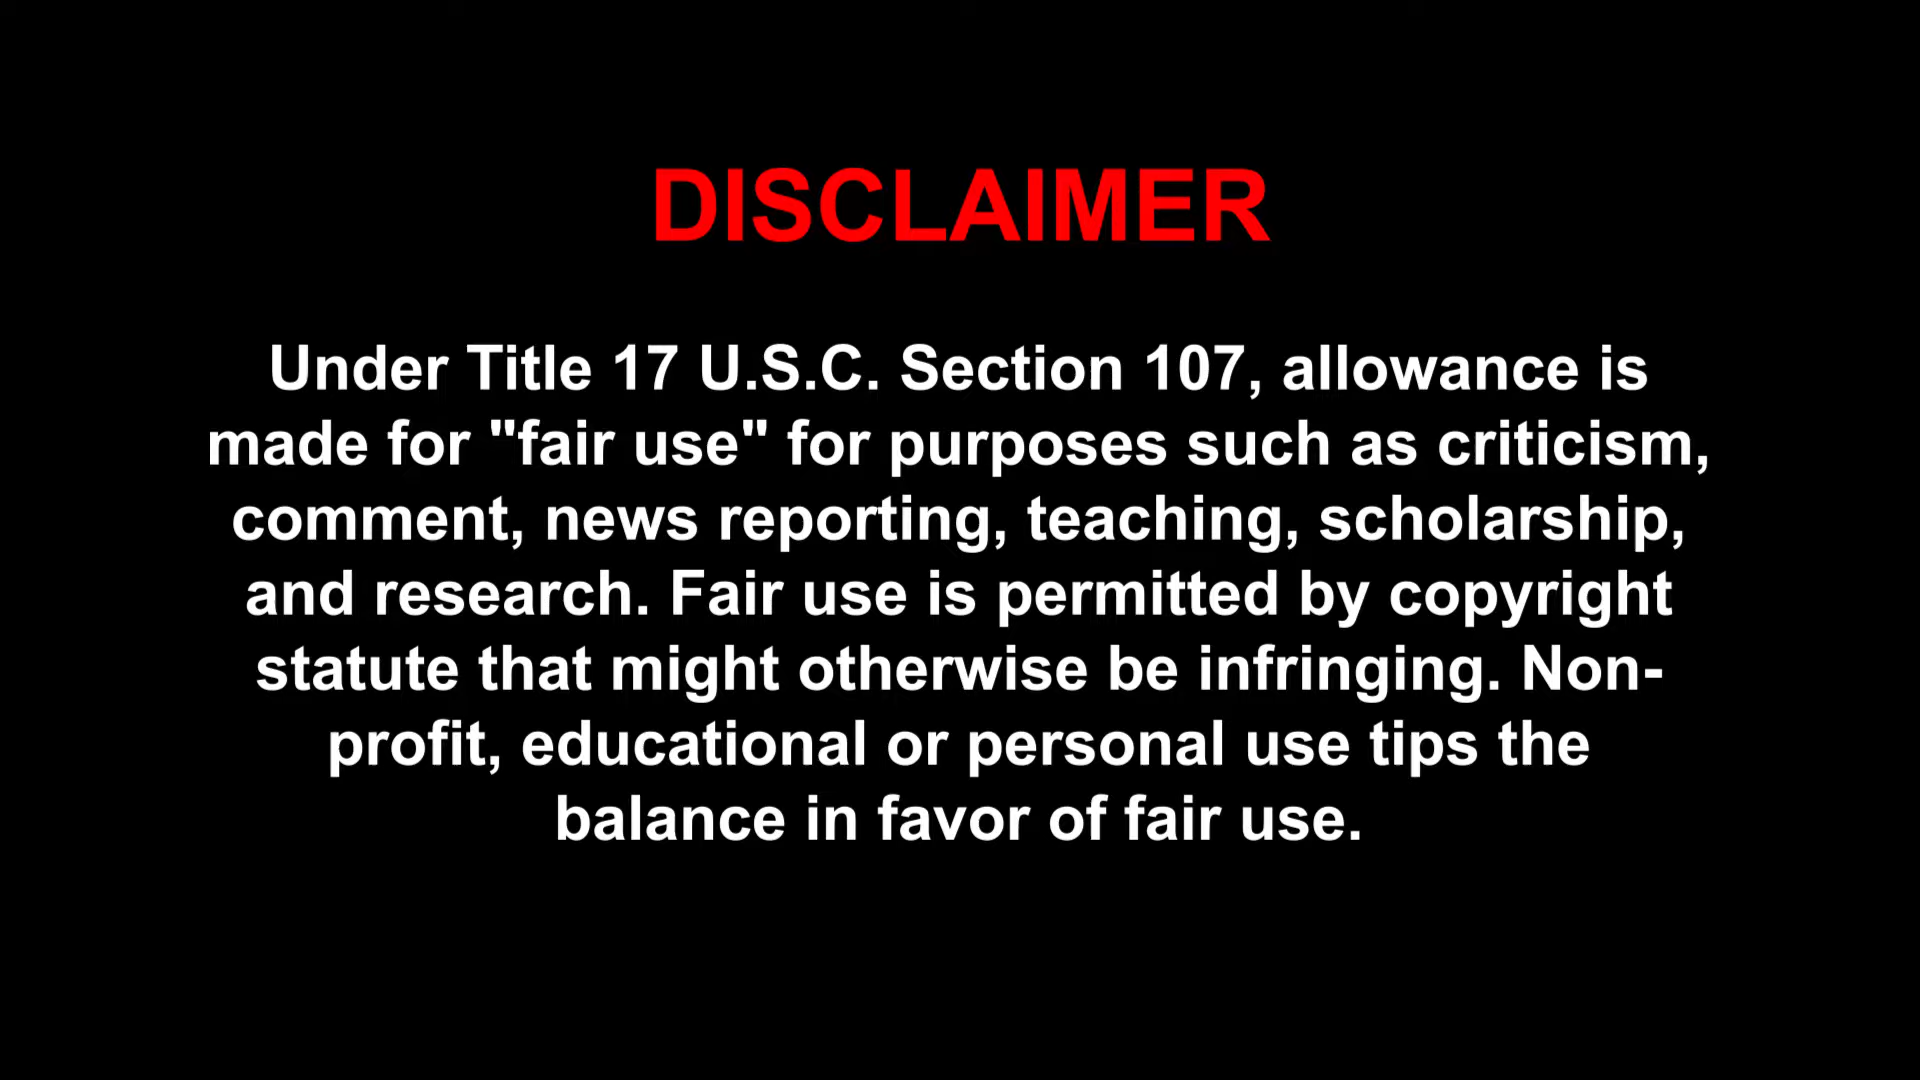 DISCLAIMER
Under Title 17 U.S.C. Section 107, allowance is
made for "fair use" for purposes such as criticism,
comment, news reporting, teaching, scholarship,
and research. Fair use is permitted by copyright
statute that might otherwise be infringing. Non-
profit, educational or personal use tips the
balance in favor of fair use.